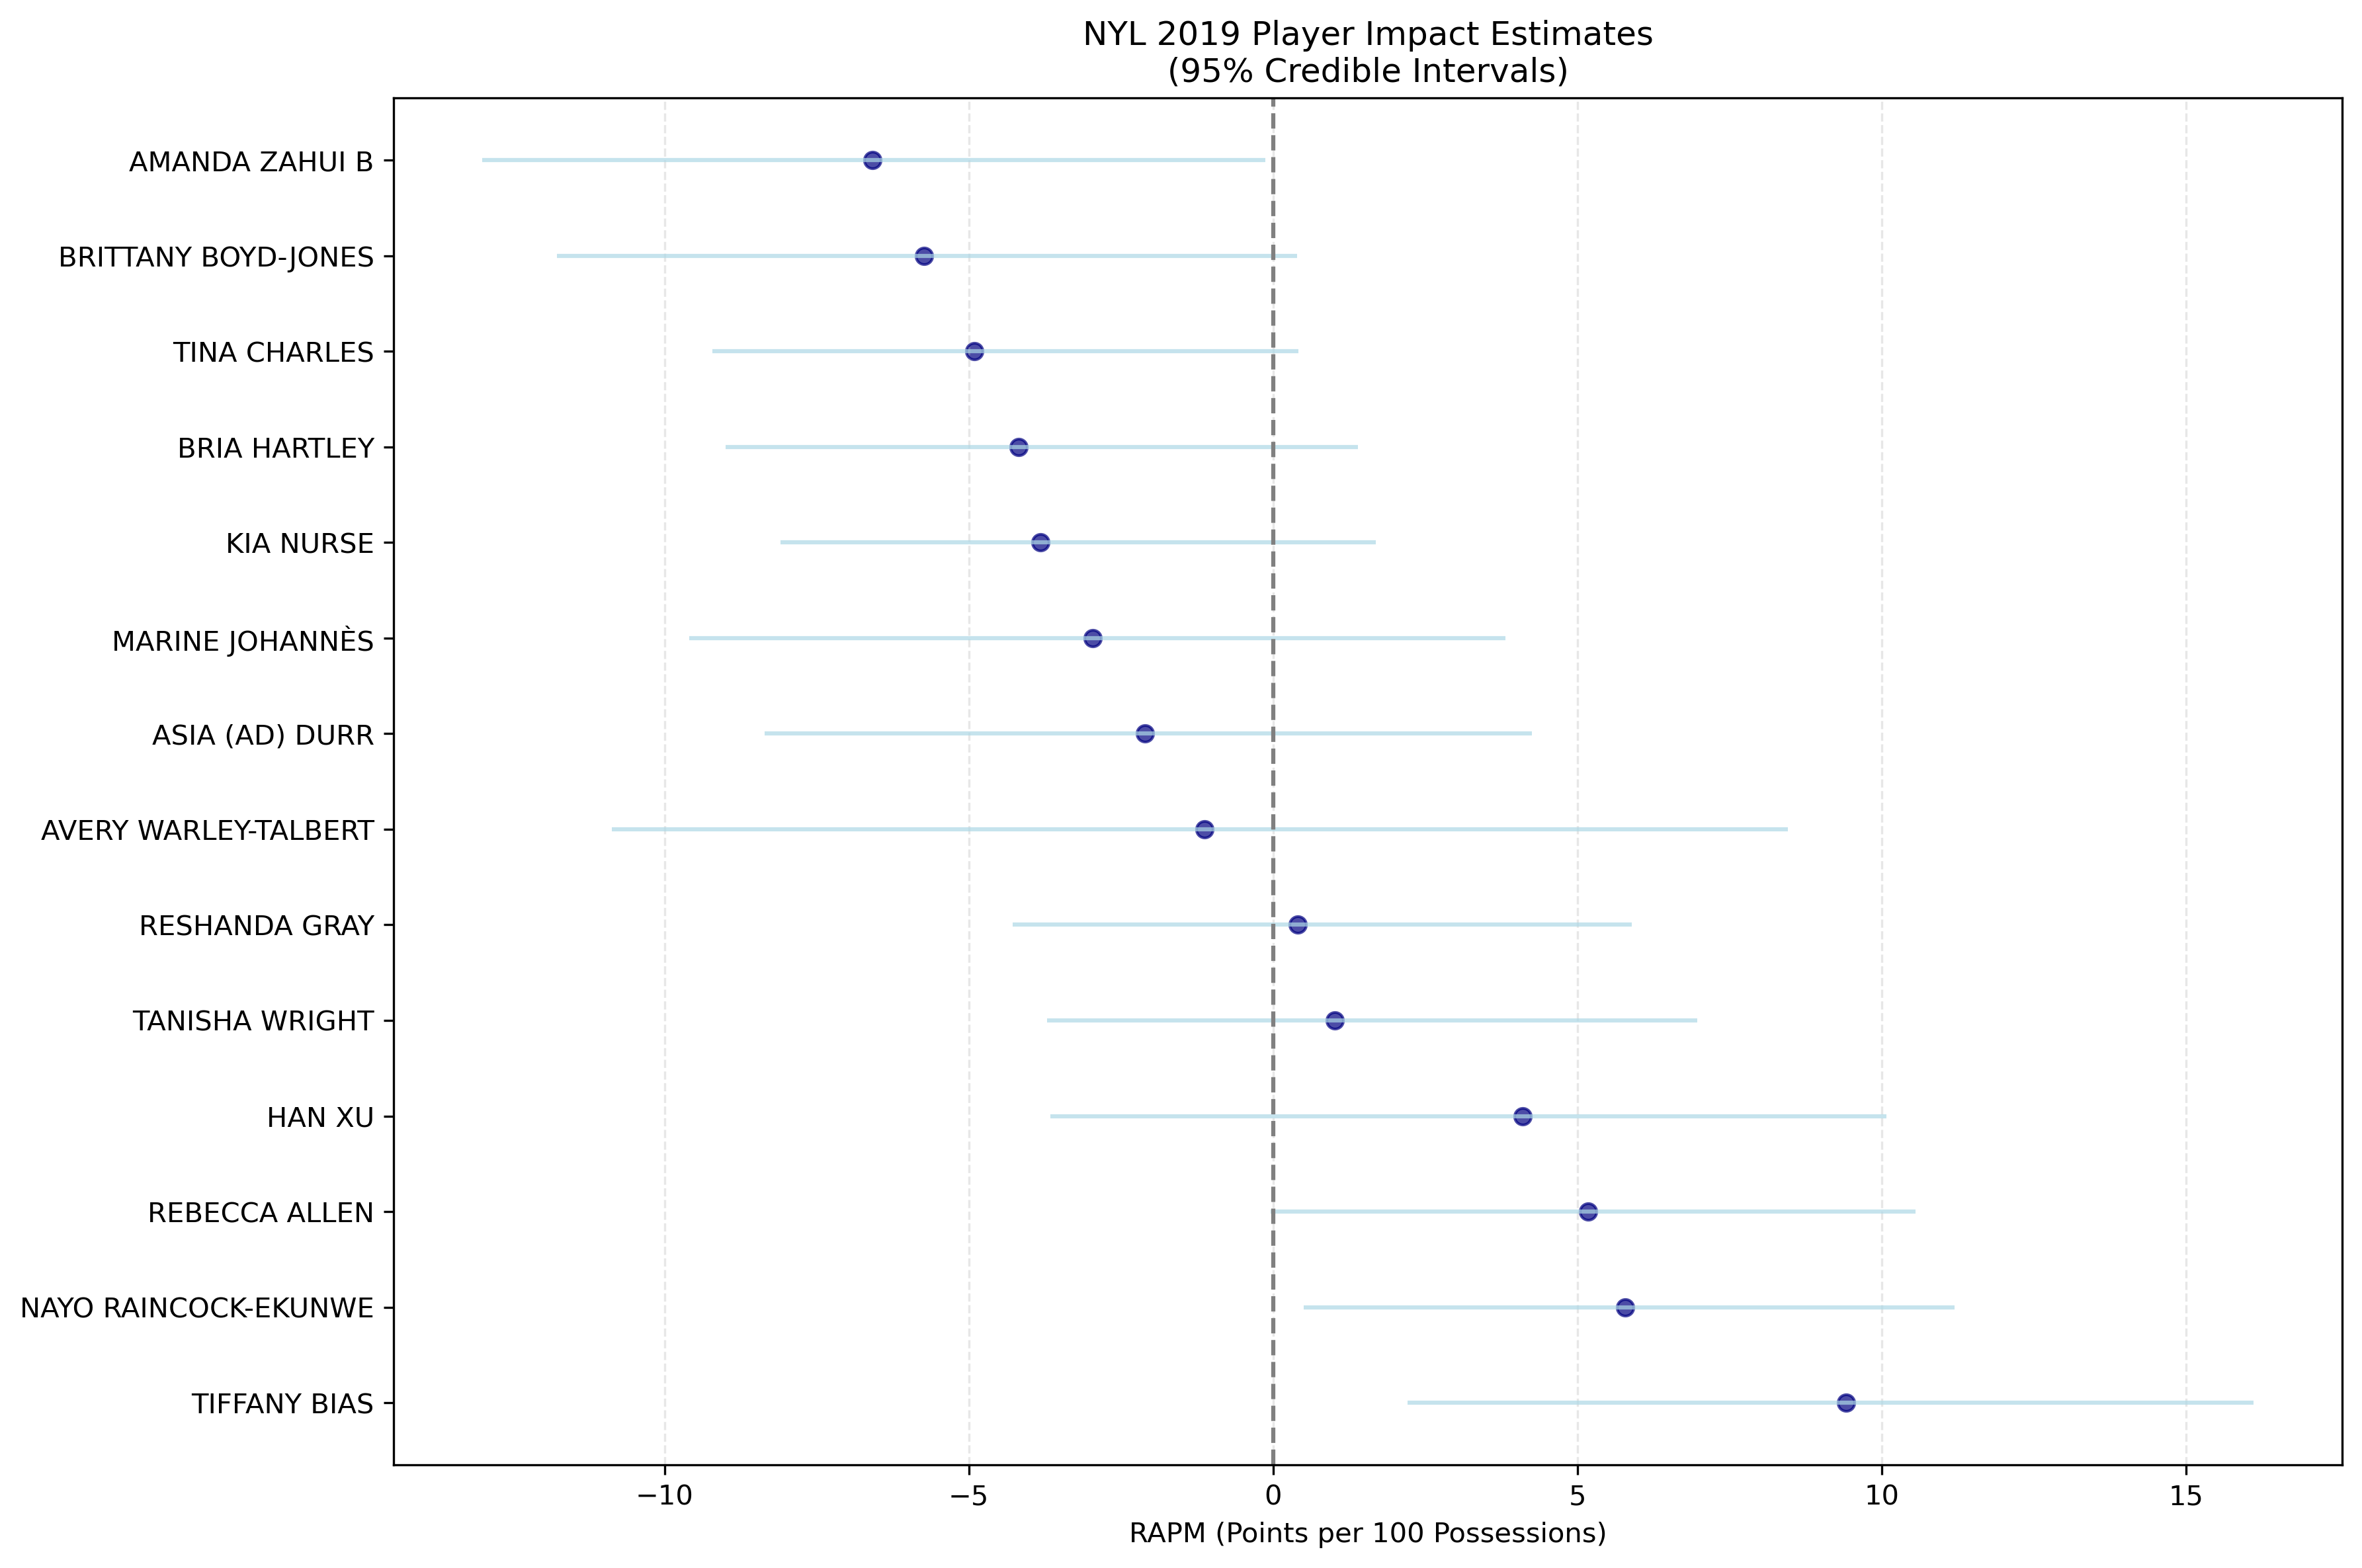 NYL 2019 Player Impact Estimates
(95% Credible Intervals)
AMANDA ZAHUI B
BRITTANY BOYD-JONES
TINA CHARLES
BRIA HARTLEY
KIA NURSE
MARINE JOHANNÈS
ASIA (AD) DURR
AVERY WARLEY-TALBERT
RESHANDA GRAY
TANISHA WRIGHT
HAN XU
REBECCA ALLEN
NAYO RAINCOCK-EKUNWE
TIFFANY BIAS
−10 −5 0 5 10 15
RAPM (Points per 100 Possessions)